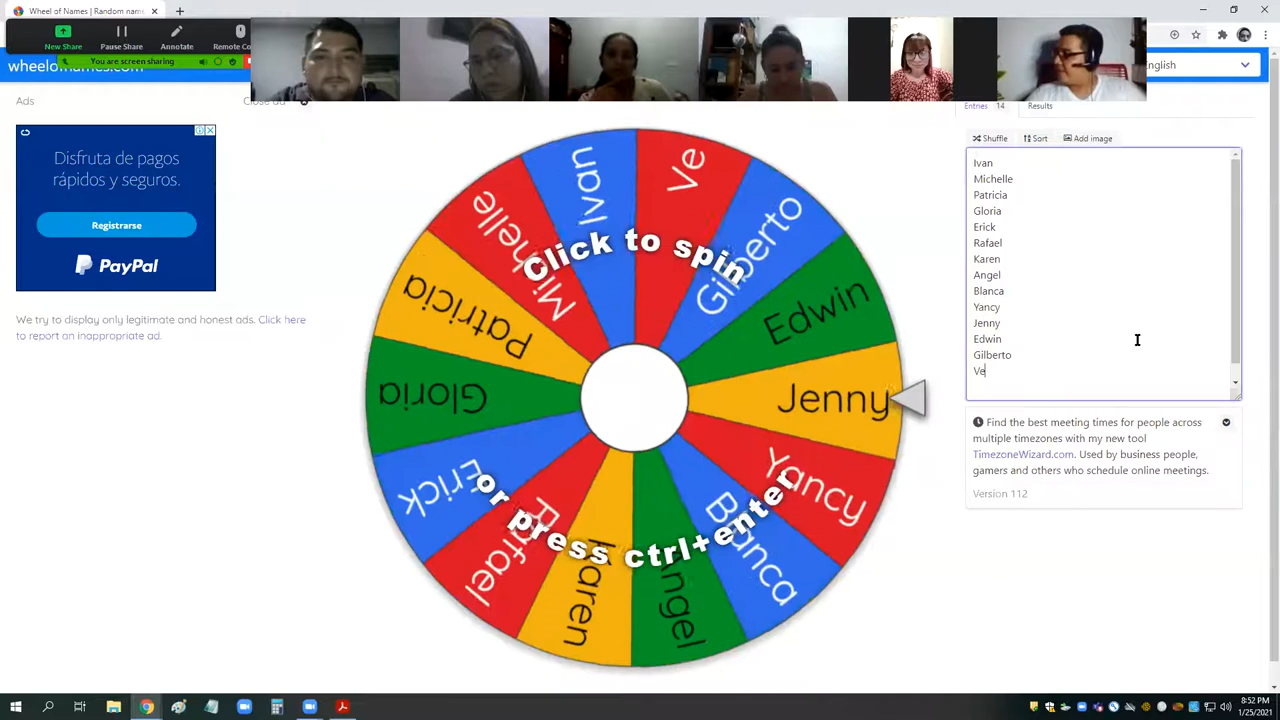 Wheel of Names | Random name
New Share
Pause Share
Annotate
Remote Co
You are screen sharing
English
Ads
Close ad
Entries 14
Results
Shuffle
Sort
Add image
Disfruta de pagos
rápidos y seguros.
Registrarse
PayPal
We try to display only legitimate and honest ads. Click here
to report an inappropriate ad.
Click to spin
or press ctrl+enter
Ivan
Ve
Gilberto
Edwin
Jenny
Yancy
Blanca
Angel
Karen
Rafael
Erick
Gloria
Patricia
Michelle
Ivan
Michelle
Patricia
Gloria
Erick
Rafael
Karen
Angel
Blanca
Yancy
Jenny
Edwin
Gilberto
Ve
Find the best meeting times for people across
multiple timezones with my new tool
TimezoneWizard.com. Used by business people,
gamers and others who schedule online meetings.
Version 112
8:52 PM
1/25/2021